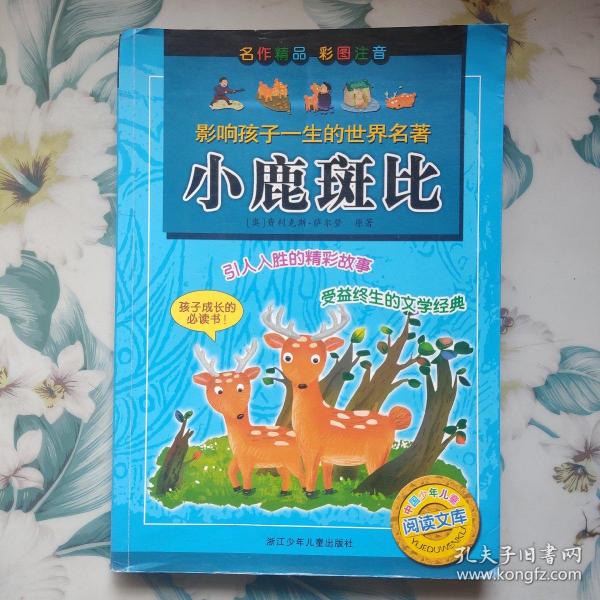 名作精品 彩图注音
影响孩子一生的世界名著
小鹿斑比
[奥]费利克斯·萨尔登 原著
引人入胜的精彩故事
受益终生的文学经典
孩子成长的
必读书!
中国少年儿童
阅读文库
YUEDUWENKU
浙江少年儿童出版社
孔夫子旧书网
www.kongfz.com